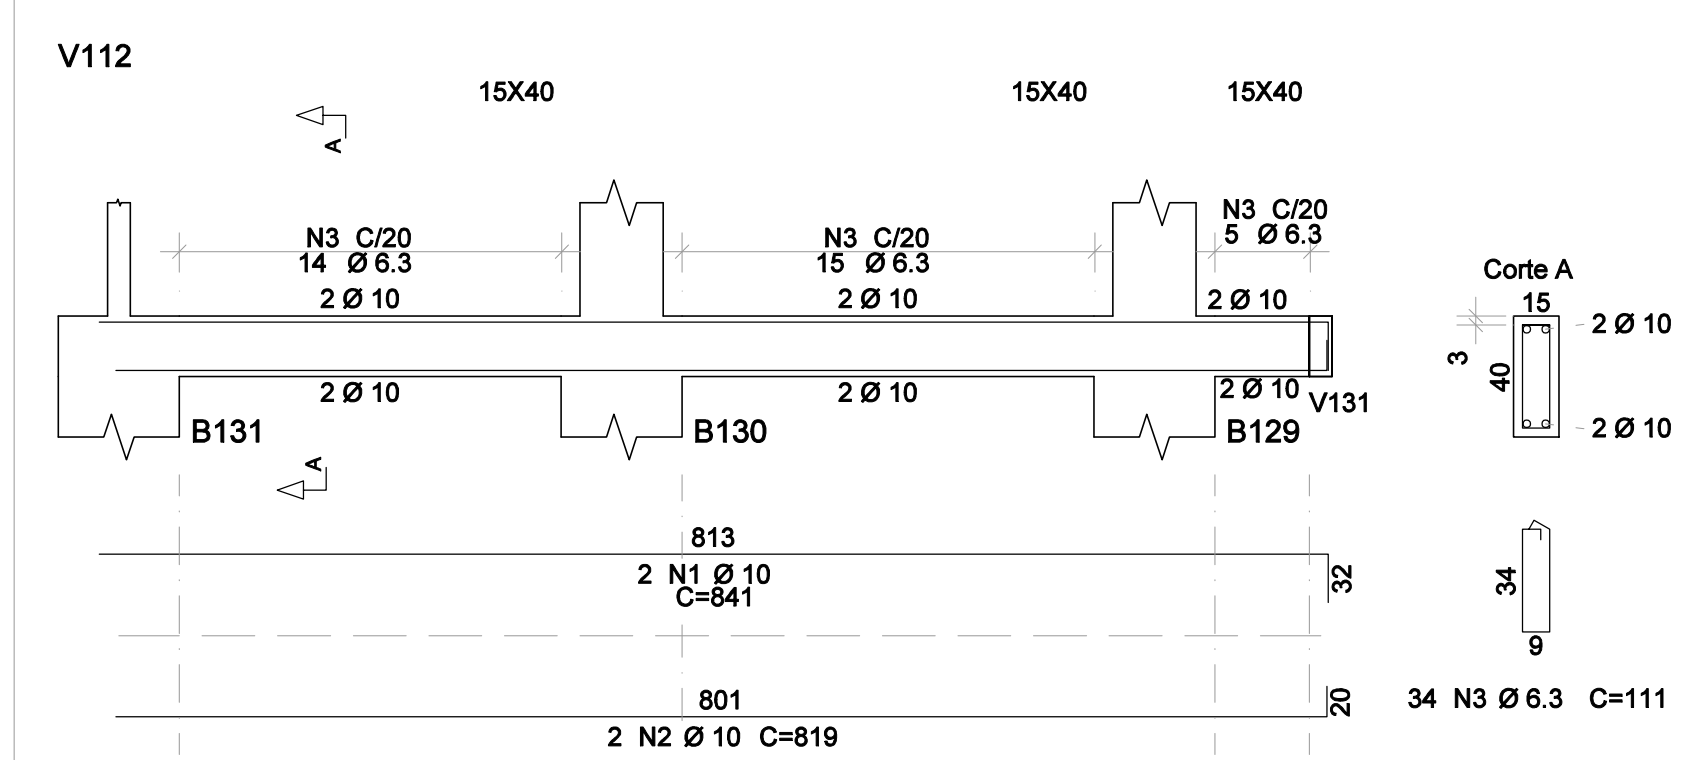 V112
15X40
15X40
15X40
A
N3 C/20
14 Ø 6.3
2 Ø 10
N3 C/20
15 Ø 6.3
2 Ø 10
N3 C/20
5 Ø 6.3
2 Ø 10
2 Ø 10
2 Ø 10
2 Ø 10
V131
B131
B130
B129
A
Corte A
15
2 Ø 10
3
40
2 Ø 10
813
2 N1 Ø 10
C=841
32
34
9
801
20
2 N2 Ø 10 C=819
34 N3 Ø 6.3 C=111